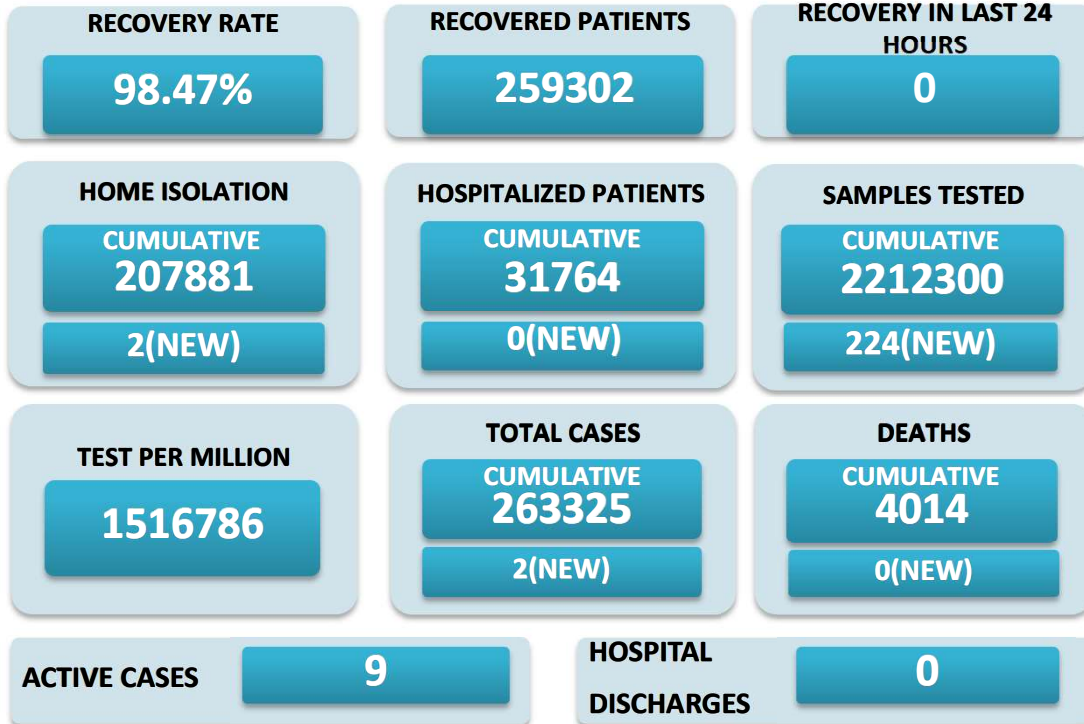 RECOVERY RATE
98.47%
RECOVERED PATIENTS
259302
RECOVERY IN LAST 24
HOURS
0
HOME ISOLATION
CUMULATIVE
207881
2(NEW)
HOSPITALIZED PATIENTS
CUMULATIVE
31764
0(NEW)
SAMPLES TESTED
CUMULATIVE
2212300
224(NEW)
TEST PER MILLION
1516786
TOTAL CASES
CUMULATIVE
263325
2(NEW)
DEATHS
CUMULATIVE
4014
0(NEW)
ACTIVE CASES
9
HOSPITAL
DISCHARGES
0